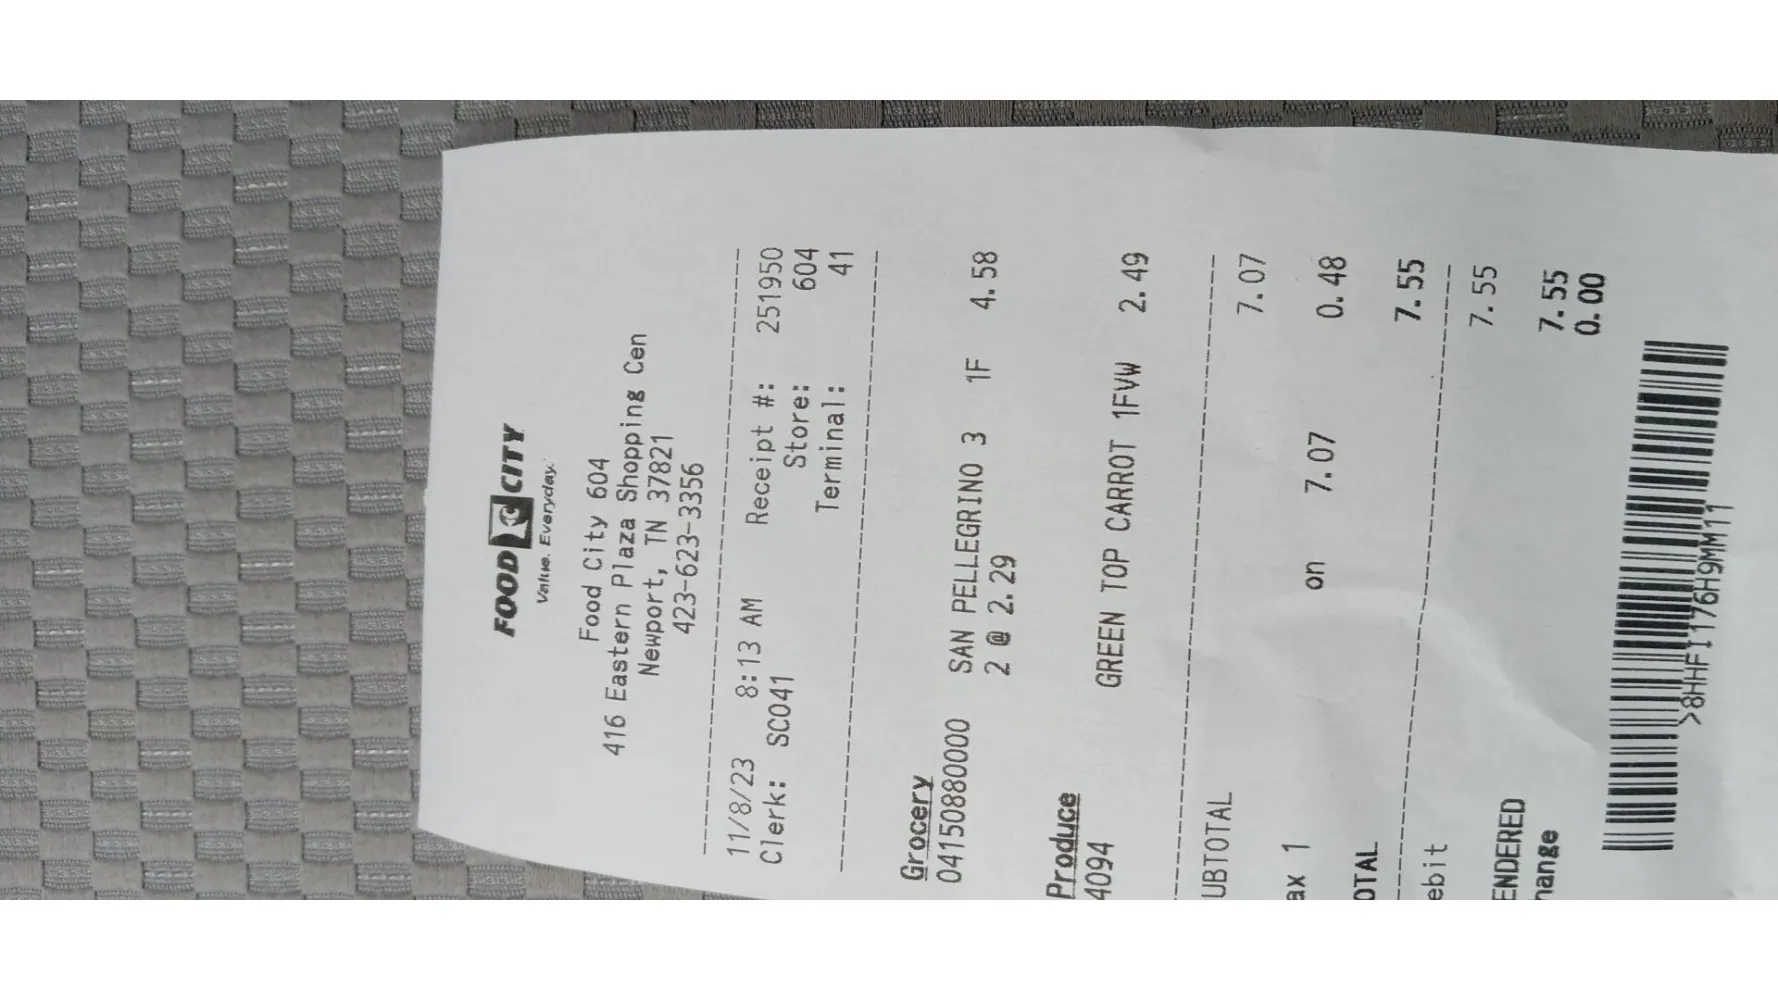 FOOD CITY
Value. Everyday.
Food City 604
416 Eastern Plaza Shopping Cen
Newport, TN 37821
423-623-3356
11/8/23 8:13 AM Receipt #: 251950
Clerk: SC041 Store: 604
Terminal: 41
Grocery
04150880000 SAN PELLEGRINO 3 1F 4.58
2 @ 2.29
Produce
4094 GREEN TOP CARROT 1FVW 2.49
UBTOTAL 7.07
ax 1 on 7.07 0.48
OTAL 7.55
ebit 7.55
ENDERED 7.55
hange 0.00
>8HHFI176H9MM11